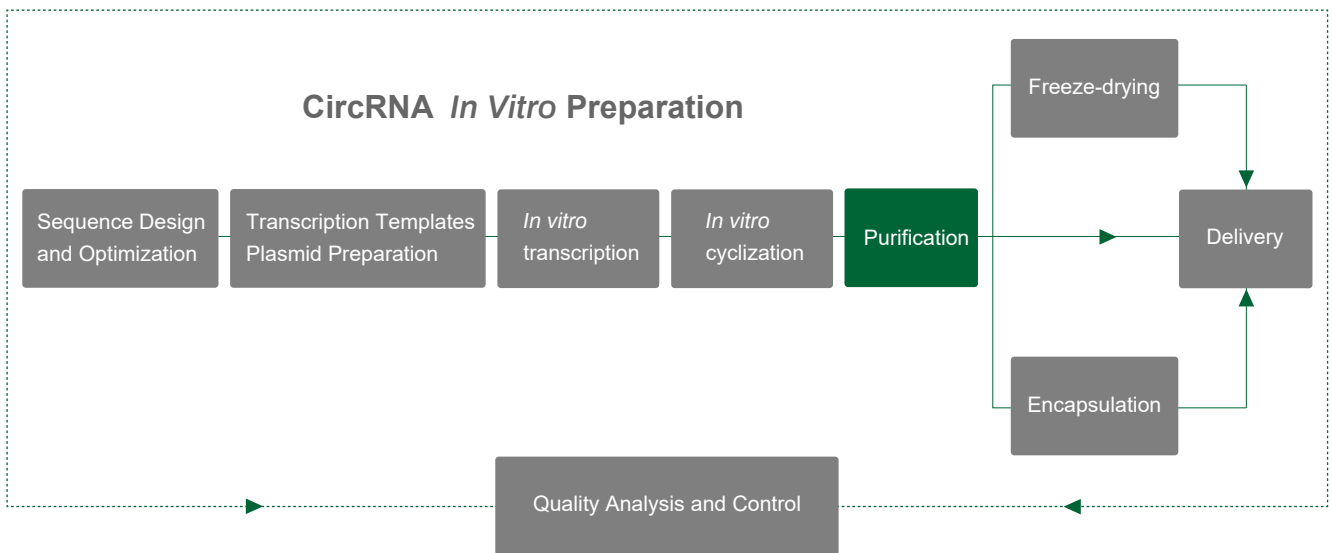 CircRNA In Vitro Preparation
Sequence Design
and Optimization
Transcription Templates
Plasmid Preparation
In vitro
transcription
In vitro
cyclization
Purification
Freeze-drying
Delivery
Encapsulation
Quality Analysis and Control